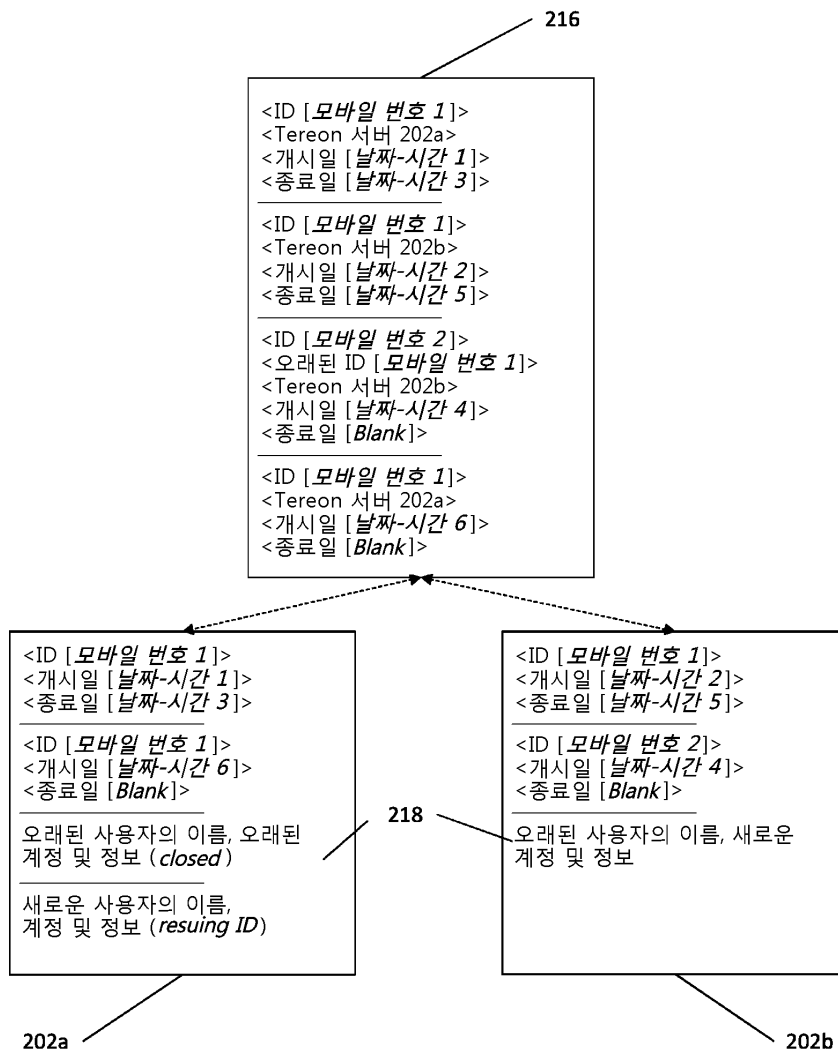 216
<ID [모바일 번호 1]>
<Tereon 서버 202a>
<개시일 [날짜-시간 1]>
<종료일 [날짜-시간 3]>
<ID [모바일 번호 1]>
<Tereon 서버 202b>
<개시일 [날짜-시간 2]>
<종료일 [날짜-시간 5]>
<ID [모바일 번호 2]>
<오래된 ID [모바일 번호 1]>
<Tereon 서버 202b>
<개시일 [날짜-시간 4]>
<종료일 [Blank]>
<ID [모바일 번호 1]>
<Tereon 서버 202a>
<개시일 [날짜-시간 6]>
<종료일 [Blank]>
<ID [모바일 번호 1]>
<개시일 [날짜-시간 1]>
<종료일 [날짜-시간 3]>
<ID [모바일 번호 1]>
<개시일 [날짜-시간 6]>
<종료일 [Blank]>
오래된 사용자의 이름, 오래된
계정 및 정보 (closed)
새로운 사용자의 이름,
계정 및 정보 (resuing ID)
218
<ID [모바일 번호 1]>
<개시일 [날짜-시간 2]>
<종료일 [날짜-시간 5]>
<ID [모바일 번호 2]>
<개시일 [날짜-시간 4]>
<종료일 [Blank]>
오래된 사용자의 이름, 새로운
계정 및 정보
202a
202b